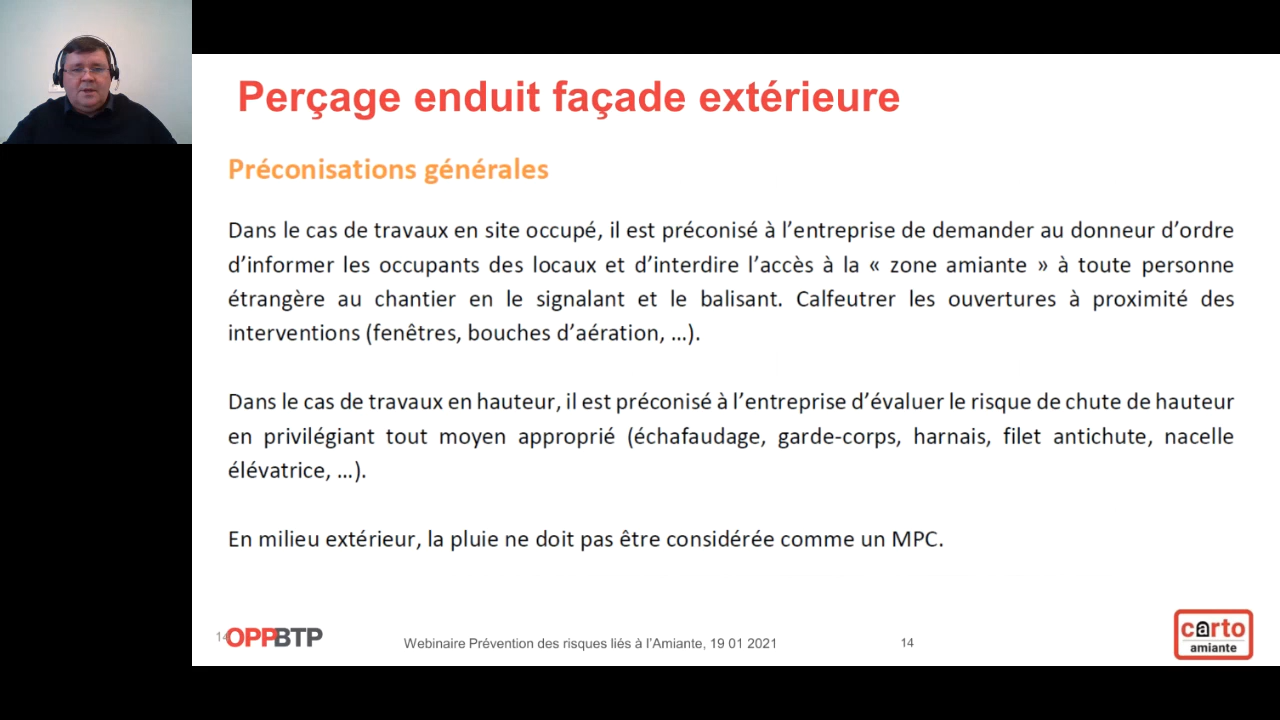 Perçage enduit façade extérieure
Préconisations générales
Dans le cas de travaux en site occupé, il est préconisé à l’entreprise de demander au donneur d’ordre
d’informer les occupants des locaux et d’interdire l’accès à la « zone amiante » à toute personne
étrangère au chantier en le signalant et le balisant. Calfeutrer les ouvertures à proximité des
interventions (fenêtres, bouches d’aération, …).
Dans le cas de travaux en hauteur, il est préconisé à l’entreprise d’évaluer le risque de chute de hauteur
en privilégiant tout moyen approprié (échafaudage, garde-corps, harnais, filet antichute, nacelle
élévatrice, …).
En milieu extérieur, la pluie ne doit pas être considérée comme un MPC.
14
OPPBTP
Webinaire Prévention des risques liés à l’Amiante, 19 01 2021
14
carto
amiante